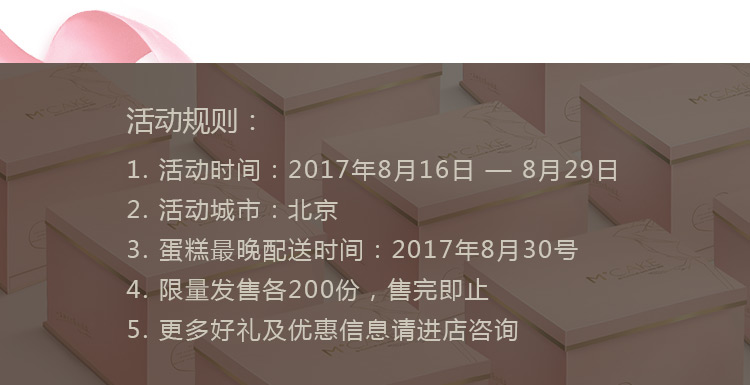 活动规则：
1. 活动时间：2017年8月16日 — 8月29日
2. 活动城市：北京
3. 蛋糕最晚配送时间：2017年8月30号
4. 限量发售各200份，售完即止
5. 更多好礼及优惠信息请进店咨询
M'CAKE
M'CAKE
M'CAKE